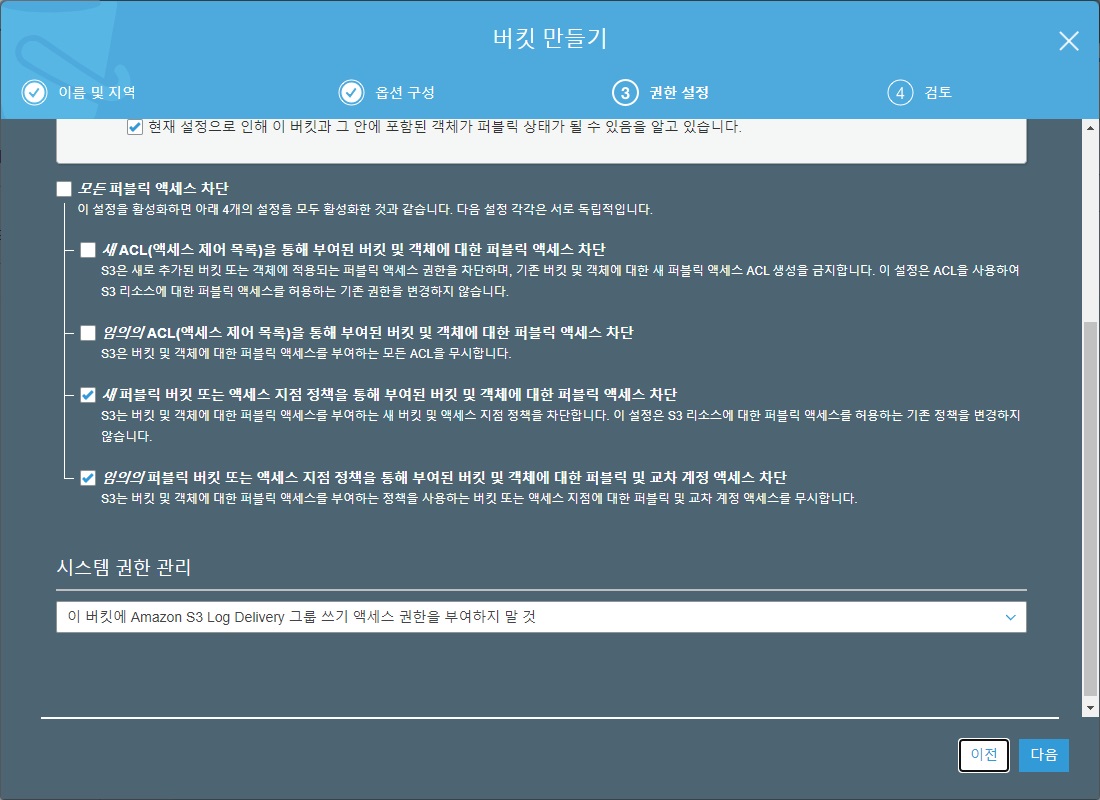 버킷 만들기
이름 및 지역
옵션 구성
3 권한 설정
4 검토
현재 설정으로 인해 이 버킷과 그 안에 포함된 객체가 퍼블릭 상태가 될 수 있음을 알고 있습니다.
모든 퍼블릭 액세스 차단
이 설정을 활성화하면 아래 4개의 설정을 모두 활성화한 것과 같습니다. 다음 설정 각각은 서로 독립적입니다.
새 ACL(액세스 제어 목록)을 통해 부여된 버킷 및 객체에 대한 퍼블릭 액세스 차단
S3은 새로 추가된 버킷 또는 객체에 적용되는 퍼블릭 액세스 권한을 차단하며, 기존 버킷 및 객체에 대한 새 퍼블릭 액세스 ACL 생성을 금지합니다. 이 설정은 ACL을 사용하여
S3 리소스에 대한 퍼블릭 액세스를 허용하는 기존 권한을 변경하지 않습니다.
임의의 ACL(액세스 제어 목록)을 통해 부여된 버킷 및 객체에 대한 퍼블릭 액세스 차단
S3은 버킷 및 객체에 대한 퍼블릭 액세스를 부여하는 모든 ACL을 무시합니다.
새 퍼블릭 버킷 또는 액세스 지점 정책을 통해 부여된 버킷 및 객체에 대한 퍼블릭 액세스 차단
S3는 버킷 및 객체에 대한 퍼블릭 액세스를 부여하는 새 버킷 및 액세스 지점 정책을 차단합니다. 이 설정은 S3 리소스에 대한 퍼블릭 액세스를 허용하는 기존 정책을 변경하지
않습니다.
임의의 퍼블릭 버킷 또는 액세스 지점 정책을 통해 부여된 버킷 및 객체에 대한 퍼블릭 및 교차 계정 액세스 차단
S3는 버킷 및 객체에 대한 퍼블릭 액세스를 부여하는 정책을 사용하는 버킷 또는 액세스 지점에 대한 퍼블릭 및 교차 계정 액세스를 무시합니다.
시스템 권한 관리
이 버킷에 Amazon S3 Log Delivery 그룹 쓰기 액세스 권한을 부여하지 말 것
이전
다음